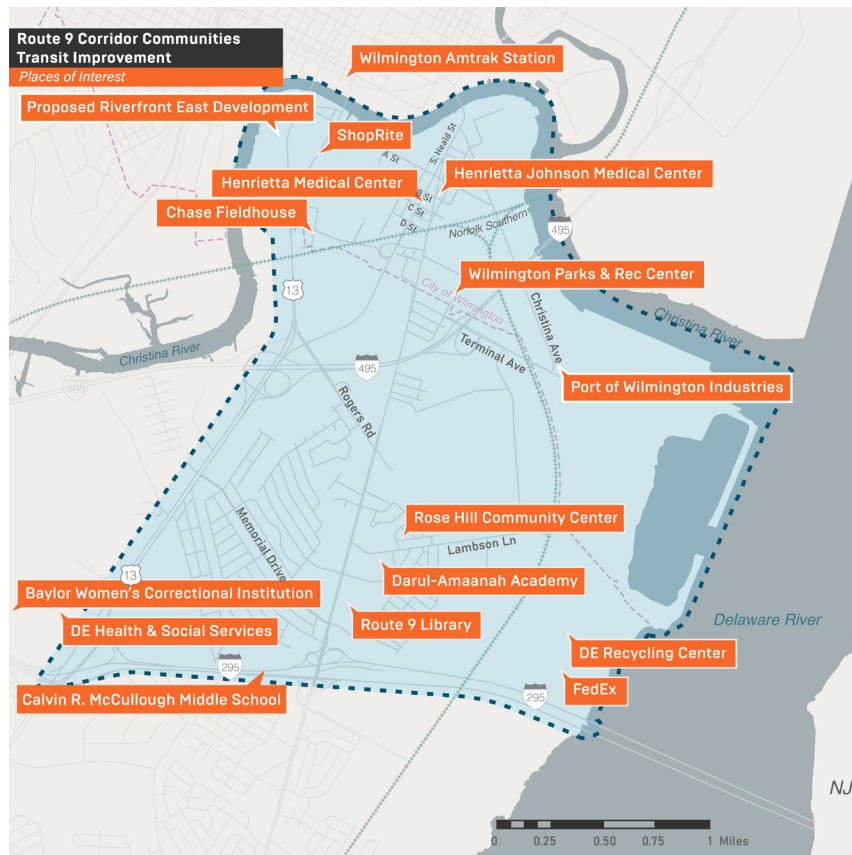 Route 9 Corridor Communities
Transit Improvement
Places of Interest
Wilmington Amtrak Station
Proposed Riverfront East Development
ShopRite
A St
S. Heald St
Henrietta Medical Center
Henrietta Johnson Medical Center
B St
C St
D St
Chase Fieldhouse
Norfolk Southern
495
Wilmington Parks & Rec Center
13
City of Wilmington
Christina Ave
Christina River
Christina River
Terminal Ave
495
495
Port of Wilmington Industries
Rogers Rd
Rose Hill Community Center
Memorial Drive
Lambson Ln
13
Darul-Amaanah Academy
Baylor Women's Correctional Institution
Route 9 Library
Delaware River
DE Health & Social Services
DE Recycling Center
295
Calvin R. McCullough Middle School
FedEx
295
NJ
0 0.25 0.50 0.75 1 Miles